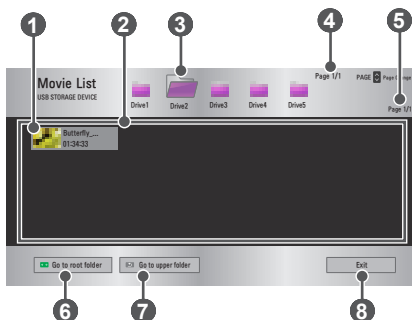 1 2 3 4 5
Movie List
USB STORAGE DEVICE
Drive1 Drive2 Drive3 Drive4 Drive5
Page 1/1
PAGE Page Change
Page 1/1
Butterfly_...
01:34:33
Go to root folder
Go to upper folder
Exit
6 7 8